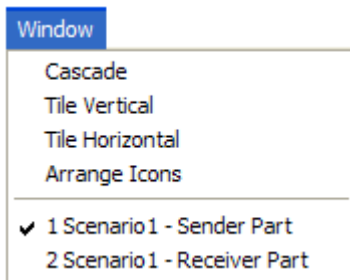 Window
Cascade
Tile Vertical
Tile Horizontal
Arrange Icons
1 Scenario1 - Sender Part
2 Scenario1 - Receiver Part